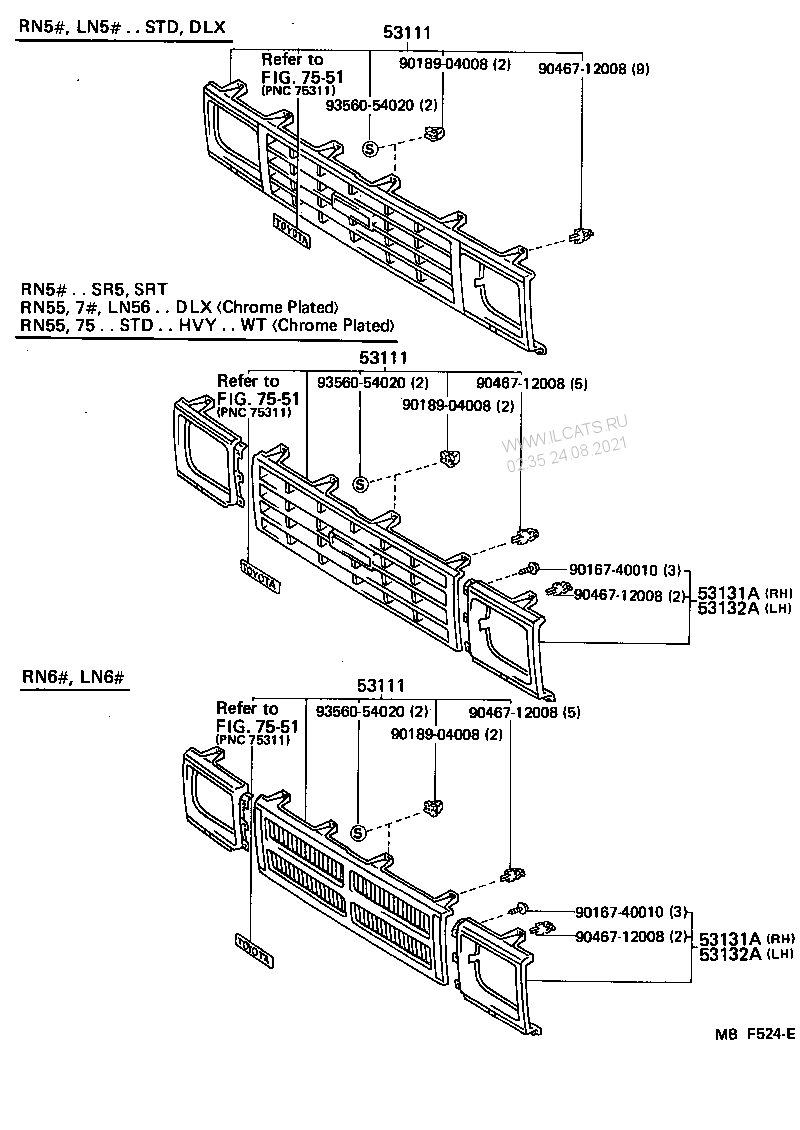 RN5#, LN5# . . STD, DLX
53111
Refer to
FIG. 75-51
(PNC 75311)
90189-04008 (2)
90467-12008 (9)
93560-54020 (2)
S
TOYOTA
RN5# . . SR5, SRT
RN55, 7#, LN56 . . DLX <Chrome Plated>
RN55, 75 . . STD . . HVY . . WT <Chrome Plated>
53111
Refer to
FIG. 75-51
(PNC 75311)
93560-54020 (2)
90467-12008 (5)
90189-04008 (2)
WWW.ILCATS.RU
02:35 24.08.2021
S
TOYOTA
90167-40010 (3)
90467-12008 (2)
53131A (RH)
53132A (LH)
RN6#, LN6#
53111
Refer to
FIG. 75-51
(PNC 75311)
93560-54020 (2)
90467-12008 (5)
90189-04008 (2)
S
TOYOTA
90167-40010 (3)
90467-12008 (2)
53131A (RH)
53132A (LH)
MB F524-E